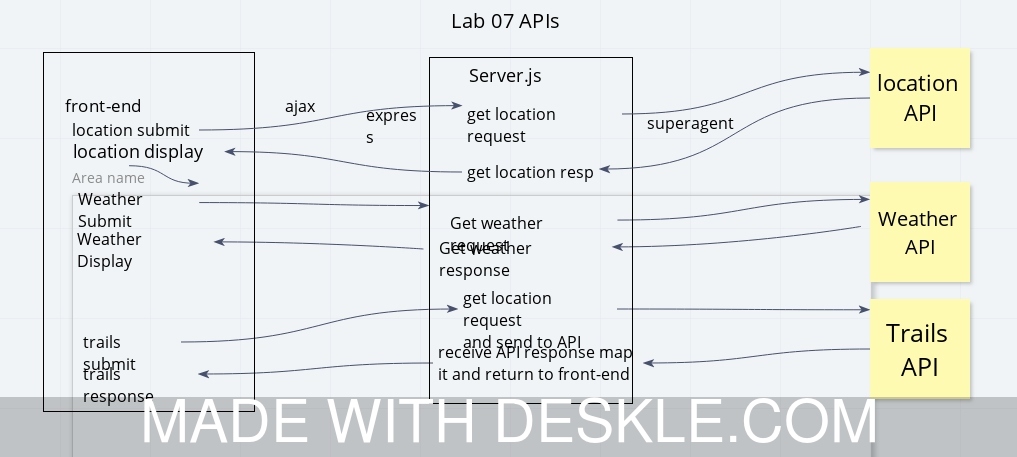 Lab 07 APIs
front-end
location submit
location display
Area name
Weather
Submit
Weather
Display
trails
submit
trails
response
ajax
expres
s
Server.js
get location
request
get location resp
Get weather
request
Get weather
response
get location
request
and send to API
receive API response map
it and return to front-end
superagent
location
API
Weather
API
Trails
API
MADE WITH DESKLE.COM